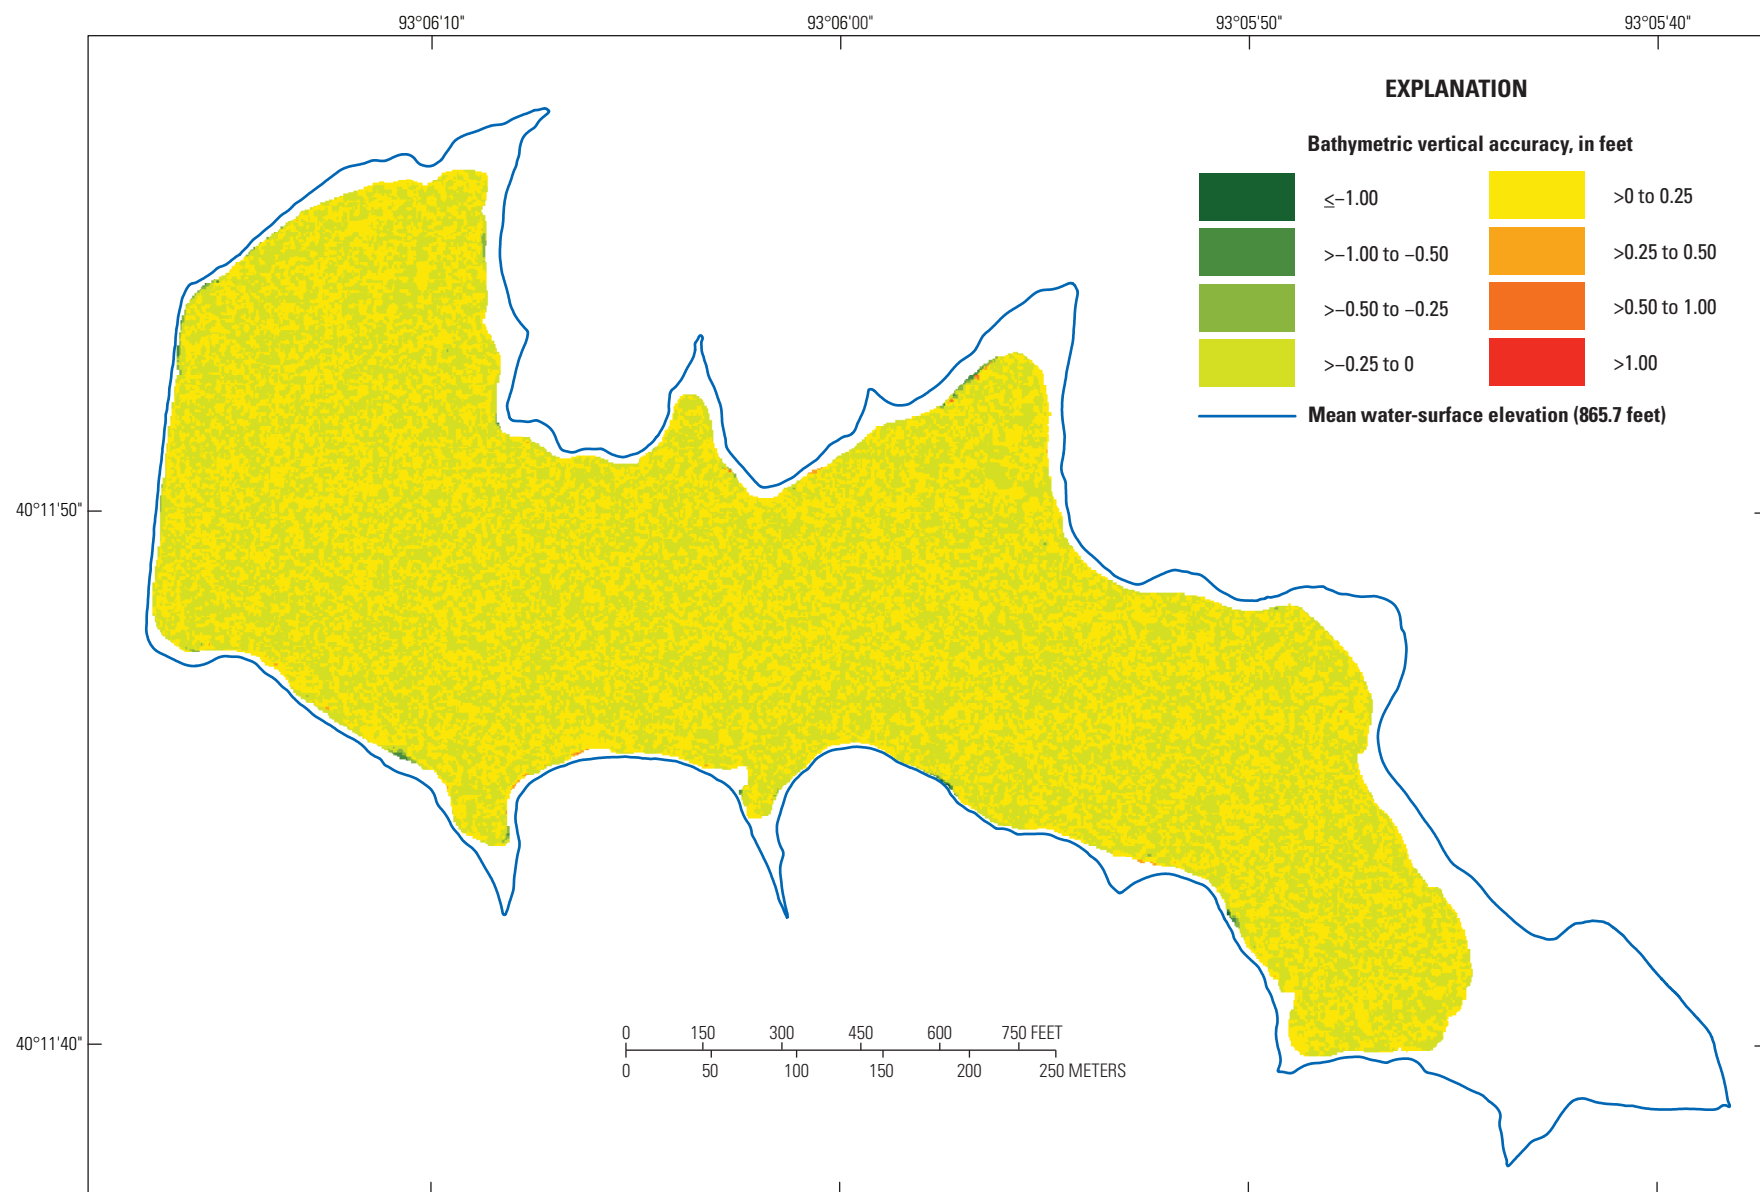 93°06'10" 93°06'00" 93°05'50" 93°05'40"
EXPLANATION
Bathymetric vertical accuracy, in feet
≤−1.00 >0 to 0.25
>−1.00 to −0.50 >0.25 to 0.50
>−0.50 to −0.25 >0.50 to 1.00
>−0.25 to 0 >1.00
Mean water-surface elevation (865.7 feet)
40°11'50"
40°11'40"
0 150 300 450 600 750 FEET
0 50 100 150 200 250 METERS